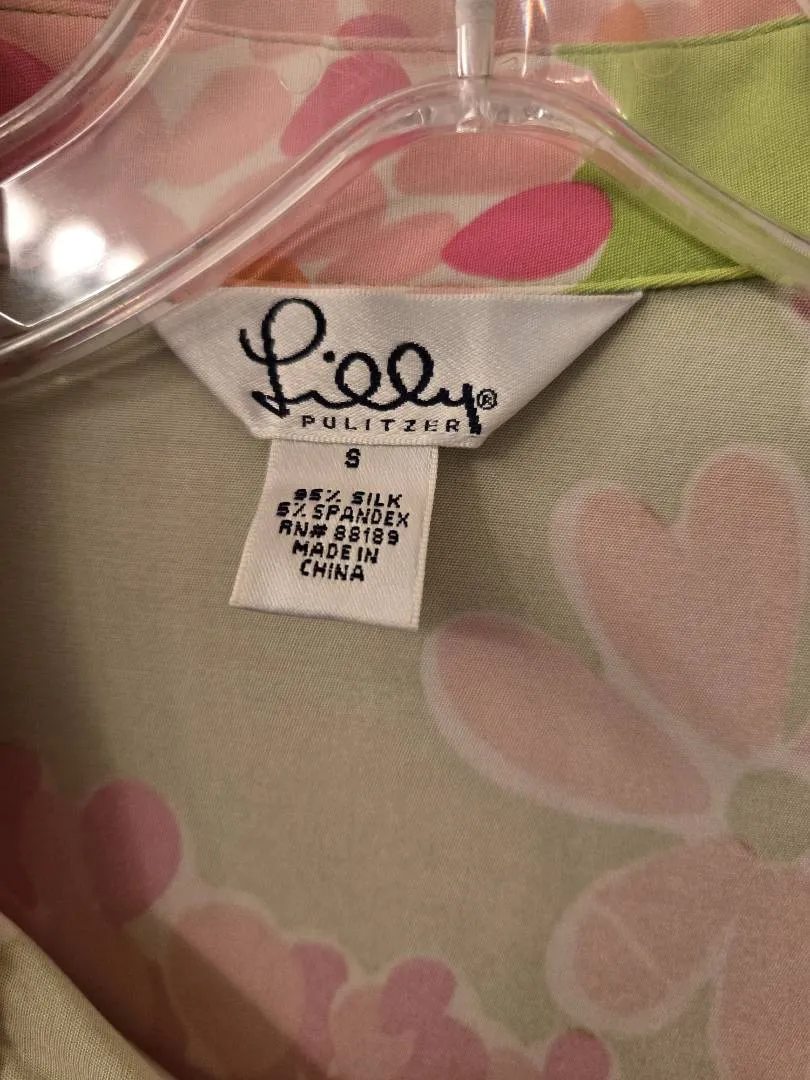 Lilly®
PULITZER
S
95% SILK
5% SPANDEX
RN# 88189
MADE IN
CHINA